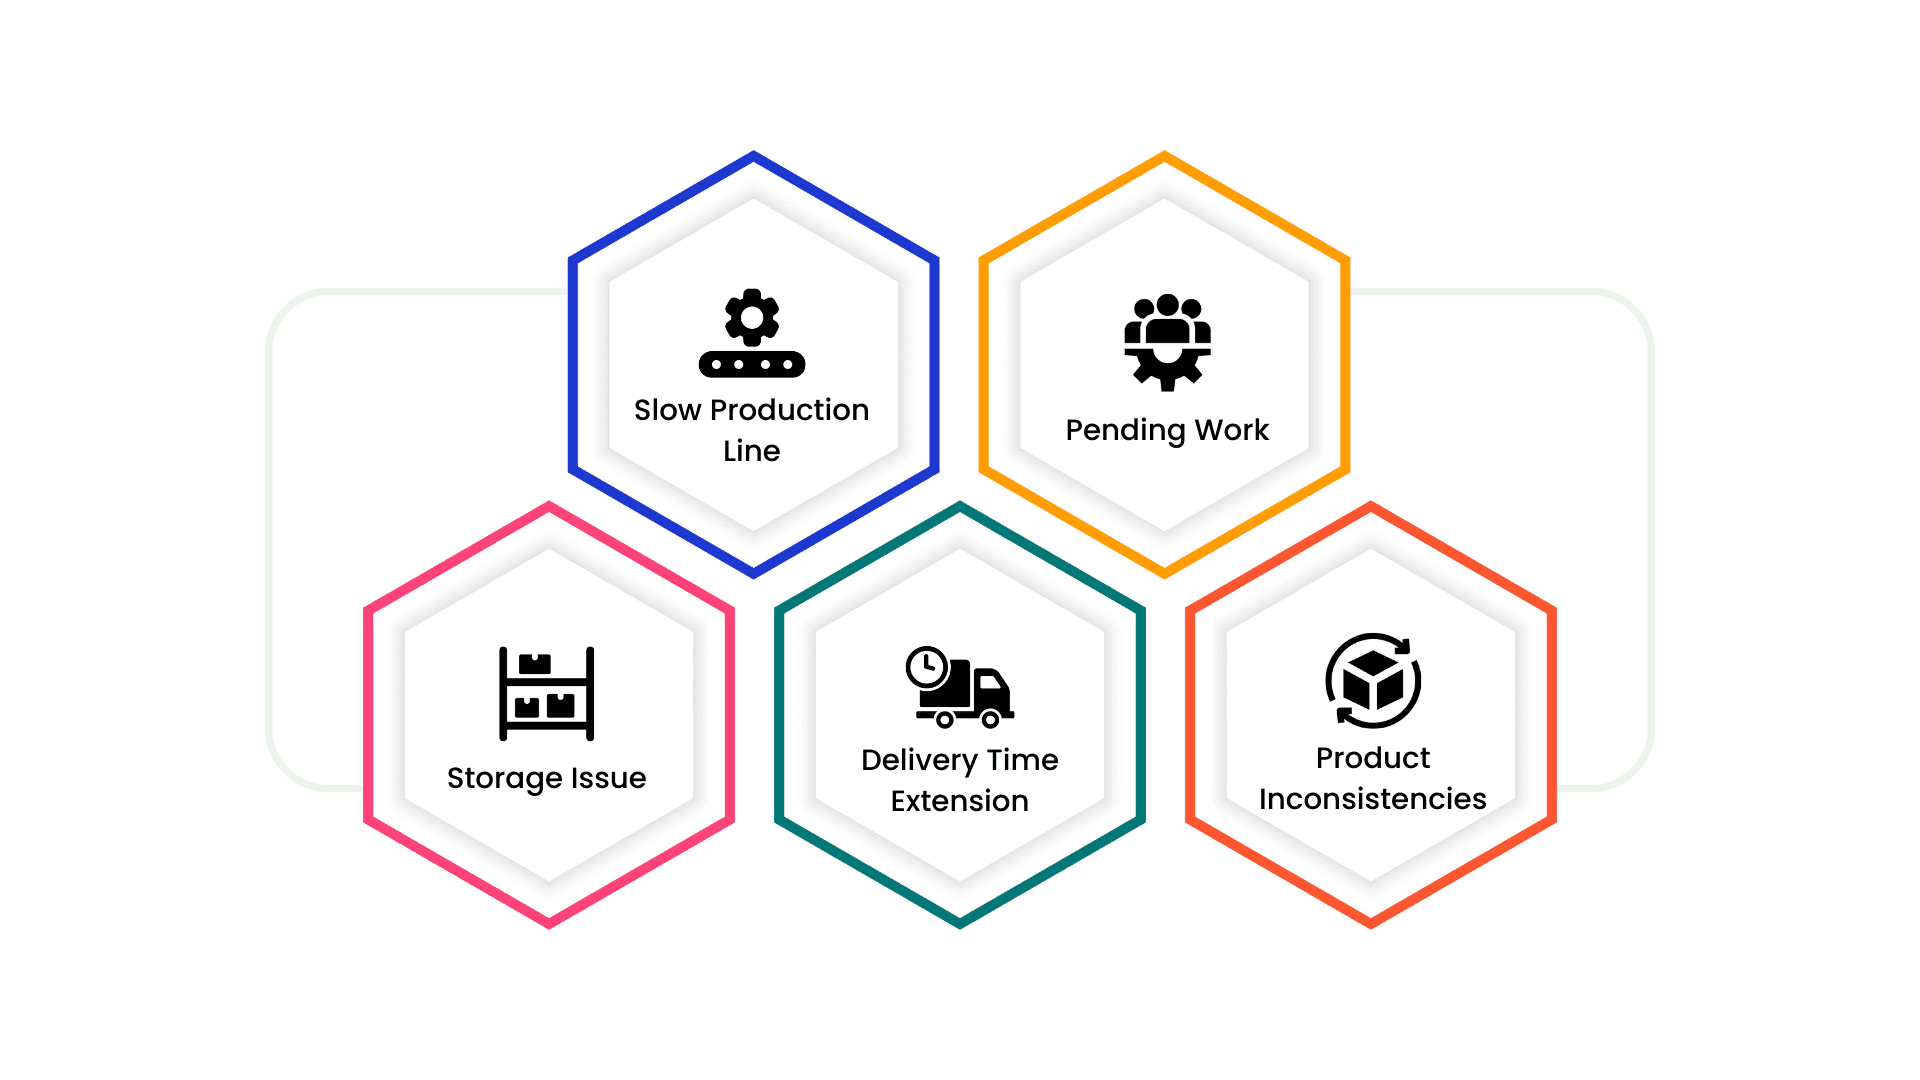 Slow Production
Line
Pending Work
Storage Issue
Delivery Time
Extension
Product
Inconsistencies